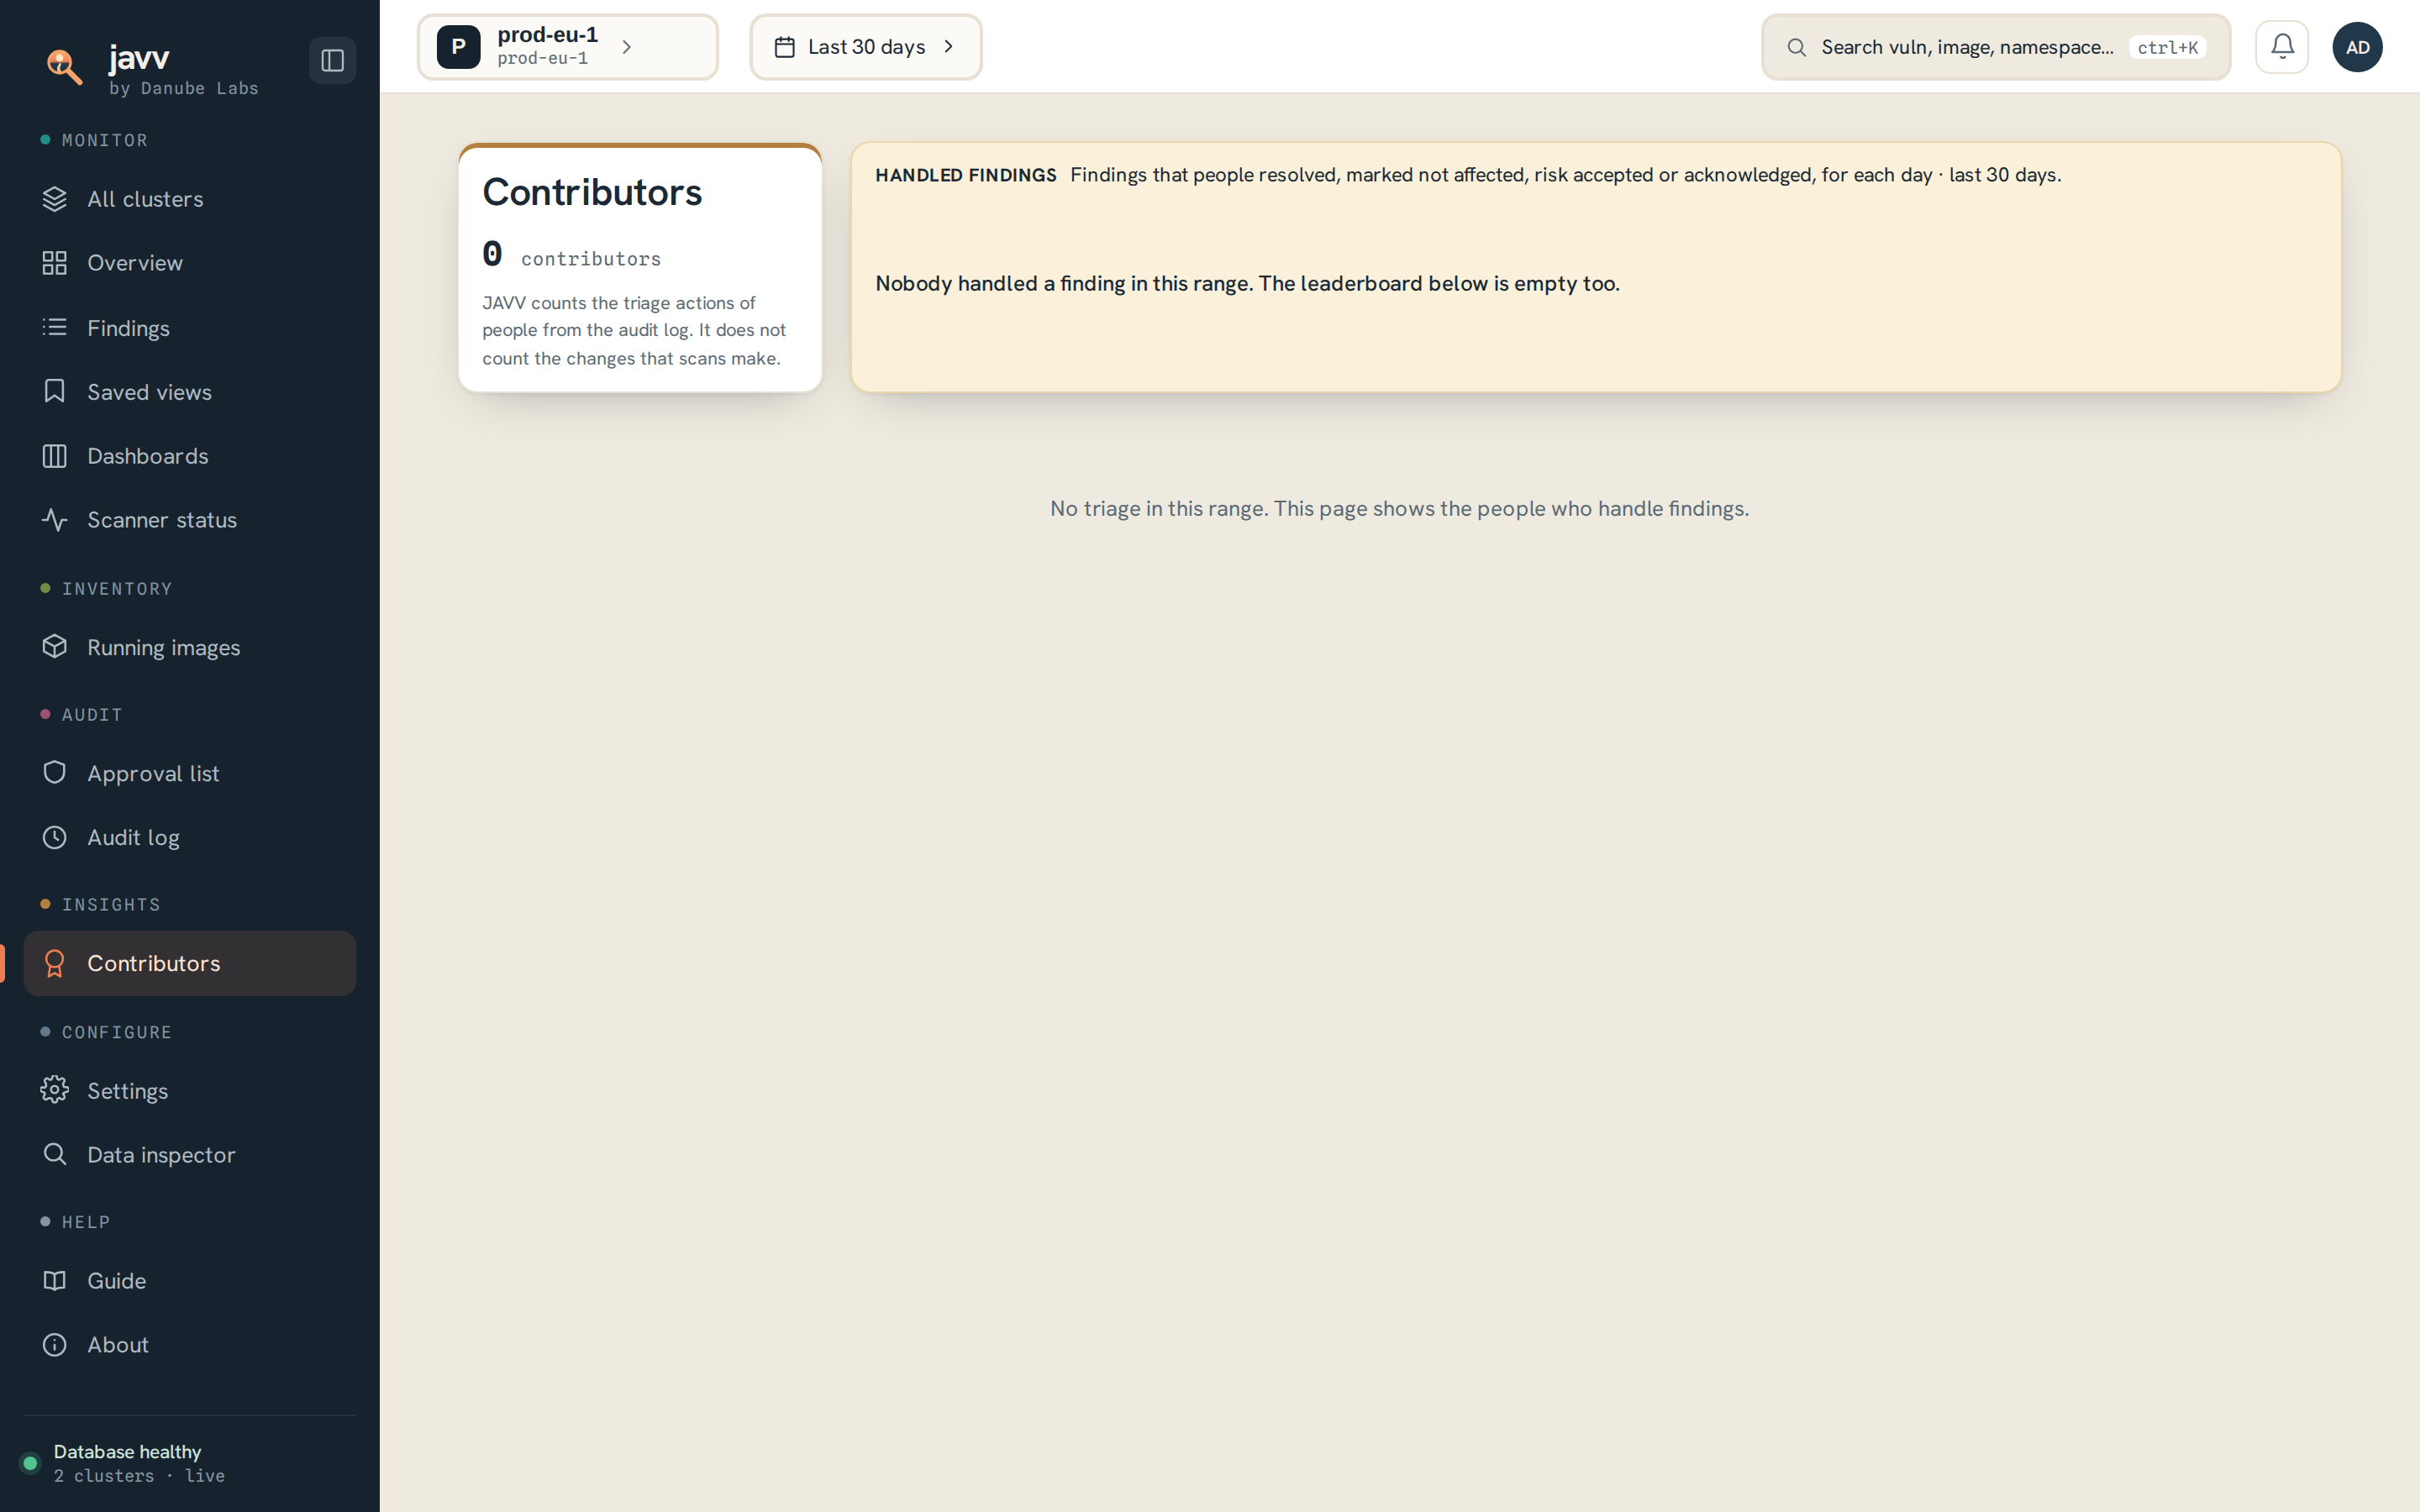 javv
by Danube Labs
MONITOR
All clusters
Overview
Findings
Saved views
Dashboards
Scanner status
INVENTORY
Running images
AUDIT
Approval list
Audit log
INSIGHTS
Contributors
CONFIGURE
Settings
Data inspector
HELP
Guide
About
Database healthy
2 clusters · live
P
prod-eu-1
prod-eu-1
Last 30 days
Search vuln, image, namespace...
ctrl+K
AD
Contributors
0 contributors
JAVV counts the triage actions of
people from the audit log. It does not
count the changes that scans make.
HANDLED FINDINGS Findings that people resolved, marked not affected, risk accepted or acknowledged, for each day · last 30 days.
Nobody handled a finding in this range. The leaderboard below is empty too.
No triage in this range. This page shows the people who handle findings.